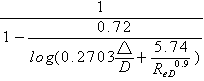 1
1 - 0.72
log(0.2703 Δ/D + 5.74/R_eD^0.9)